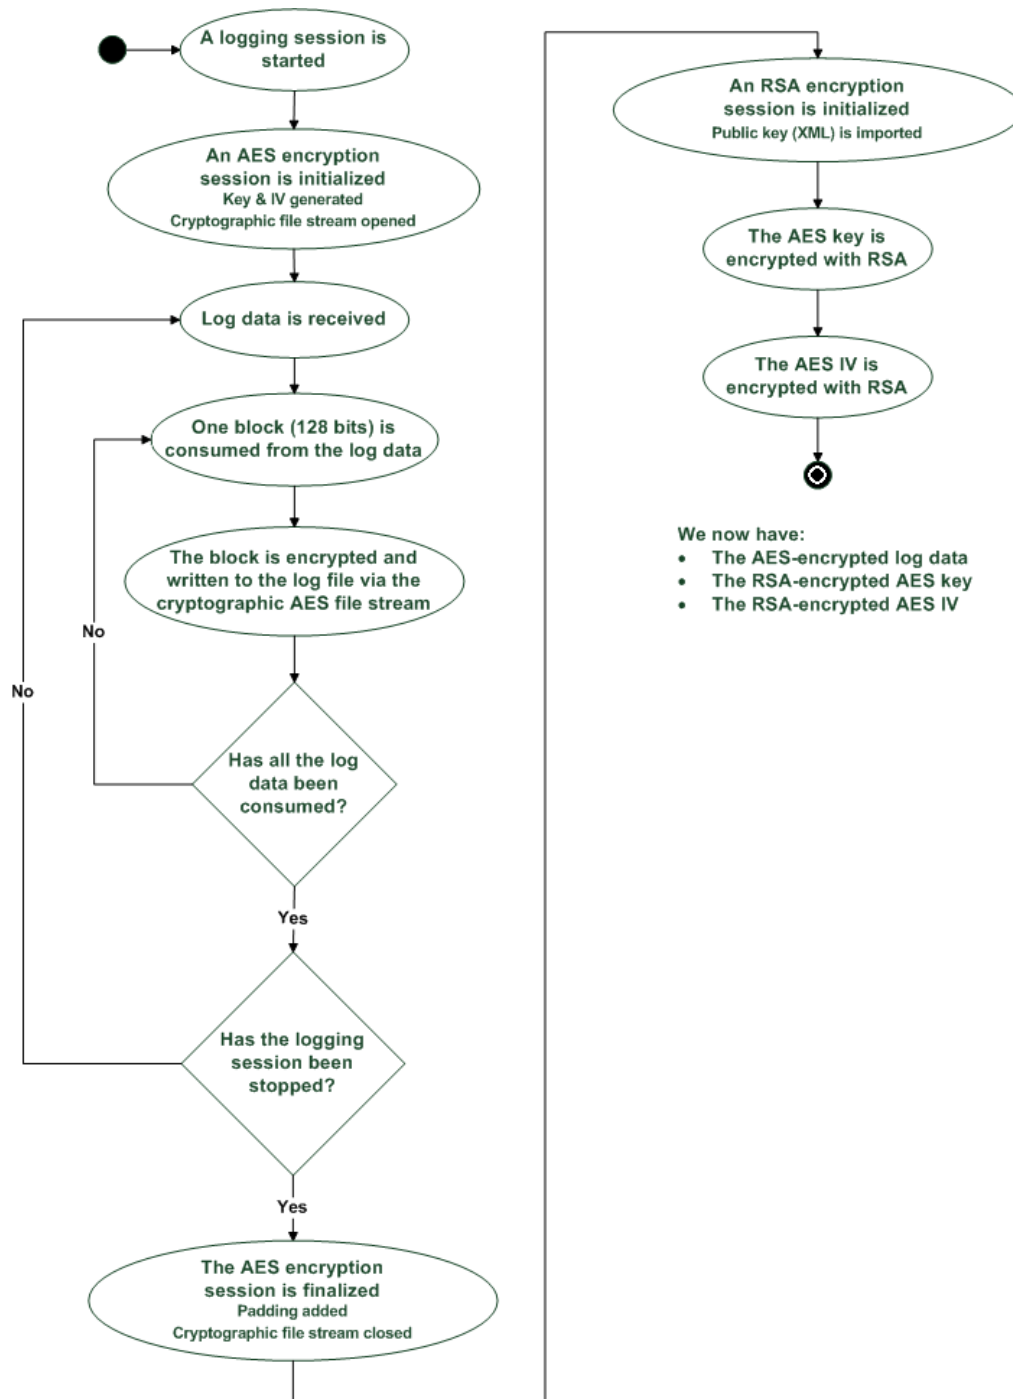 A logging session is
started
An AES encryption
session is initialized
Key & IV generated
Cryptographic file stream opened
Log data is received
One block (128 bits) is
consumed from the log data
The block is encrypted and
written to the log file via the
cryptographic AES file stream
No
No
Has all the log
data been
consumed?
Yes
Has the logging
session been
stopped?
Yes
The AES encryption
session is finalized
Padding added
Cryptographic file stream closed
An RSA encryption
session is initialized
Public key (XML) is imported
The AES key is
encrypted with RSA
The AES IV is
encrypted with RSA
We now have:
• The AES-encrypted log data
• The RSA-encrypted AES key
• The RSA-encrypted AES IV